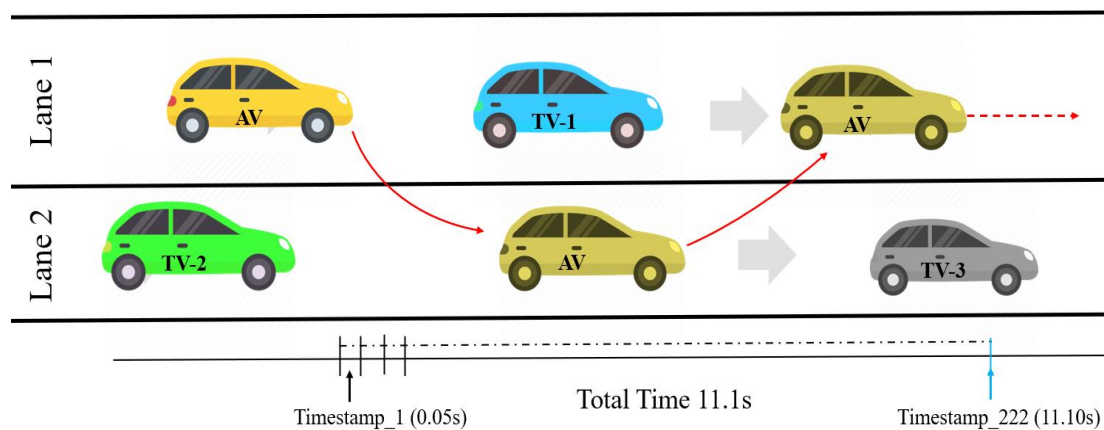 Lane 1
AV
TV-1
AV
Lane 2
TV-2
AV
TV-3
Total Time 11.1s
Timestamp_1 (0.05s)
Timestamp_222 (11.10s)